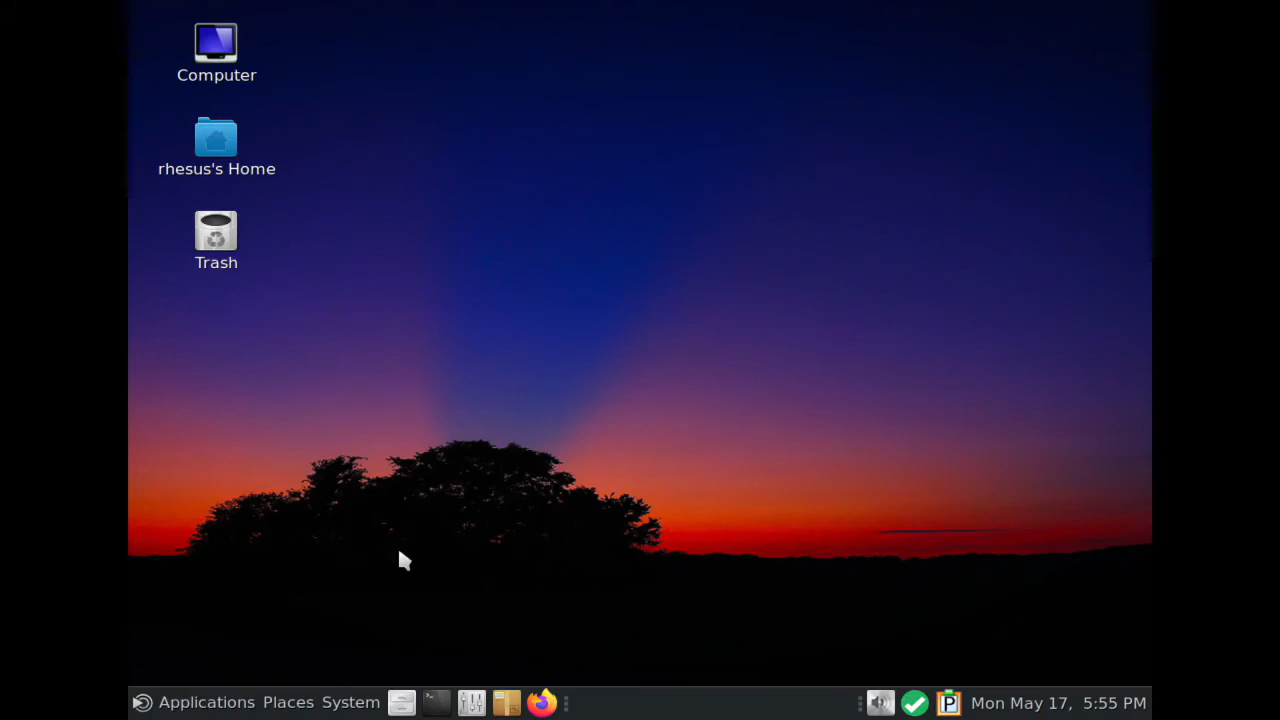 Computer
rhesus's Home
Trash
Applications Places System
P
Mon May 17, 5:55 PM